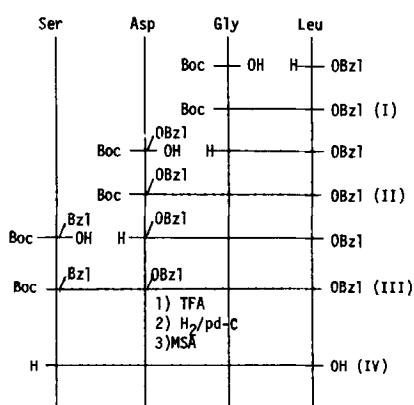 Ser Asp Gly Leu
Boc OH H OBzl
Boc OBzl (I)
OBzl
Boc OH H OBzl
OBzl
Boc OBzl (II)
Bzl OBzl
Boc OH H OBzl
Bzl OBzl
Boc OBzl (III)
1) TFA
2) H2/pd-C
3)MSA
H OH (IV)